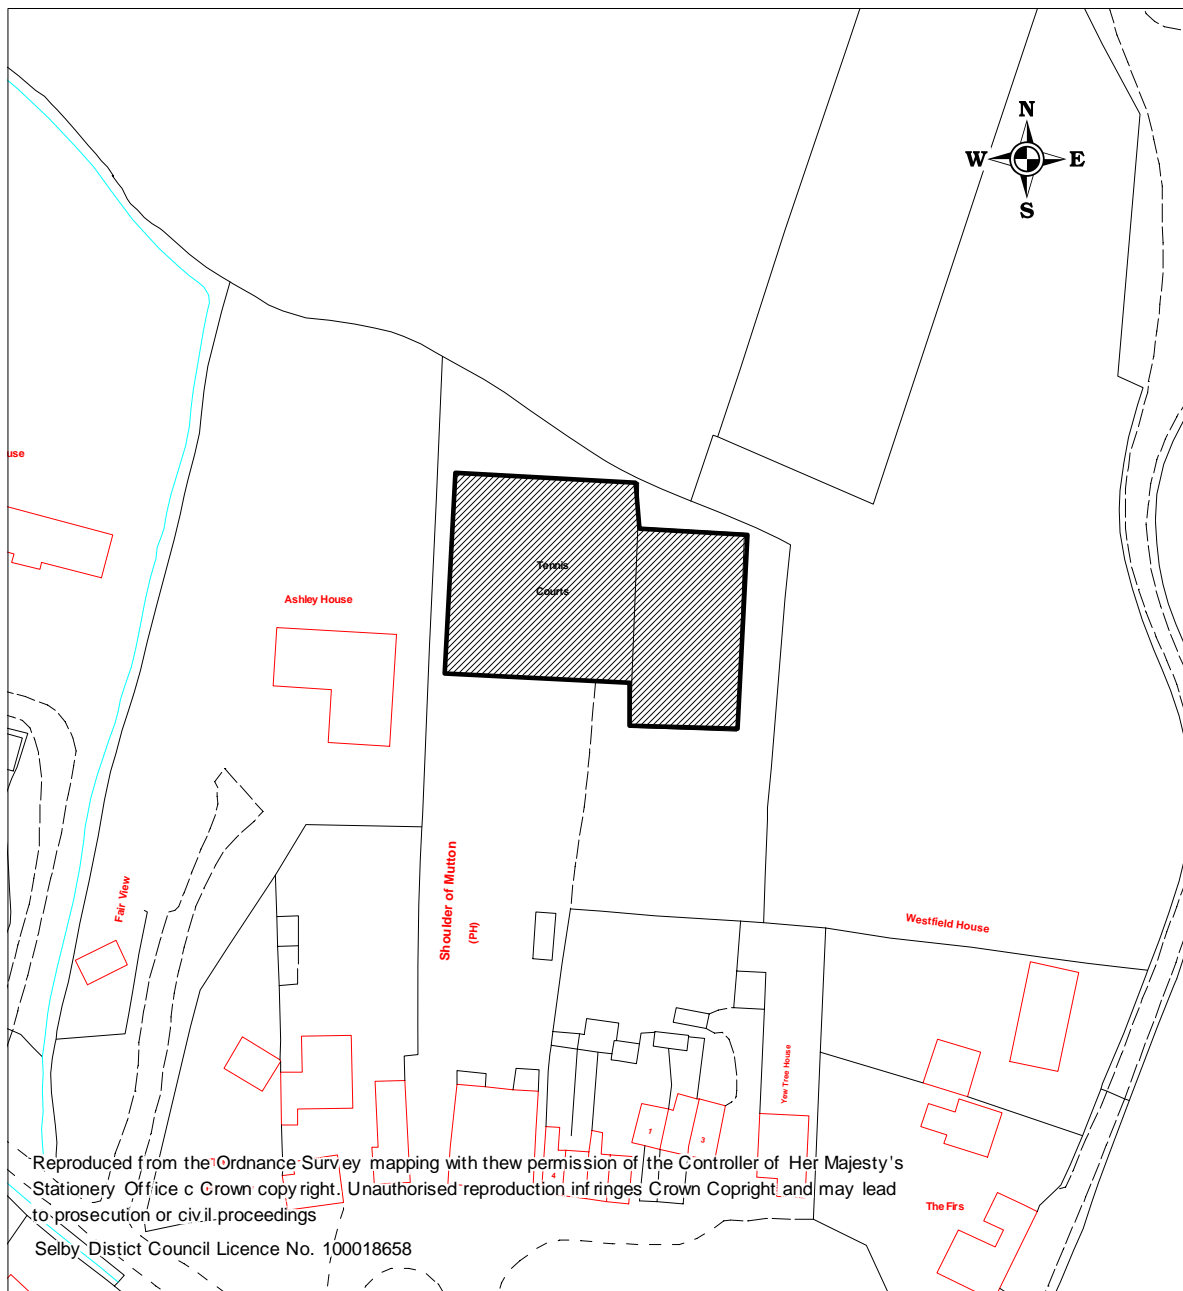 N
W E
S
use
Tennis
Courts
Ashley House
Shoulder of Mutton
(PH)
Fair View
Westfield House
Yew Tree House
1
3
4
Reproduced from the Ordnance Survey mapping with thew permission of the Controller of Her Majesty's
Stationery Office c Crown copyright. Unauthorised reproduction infringes Crown Copright and may lead
to prosecution or civil proceedings
The Firs
Selby Distict Council Licence No. 100018658